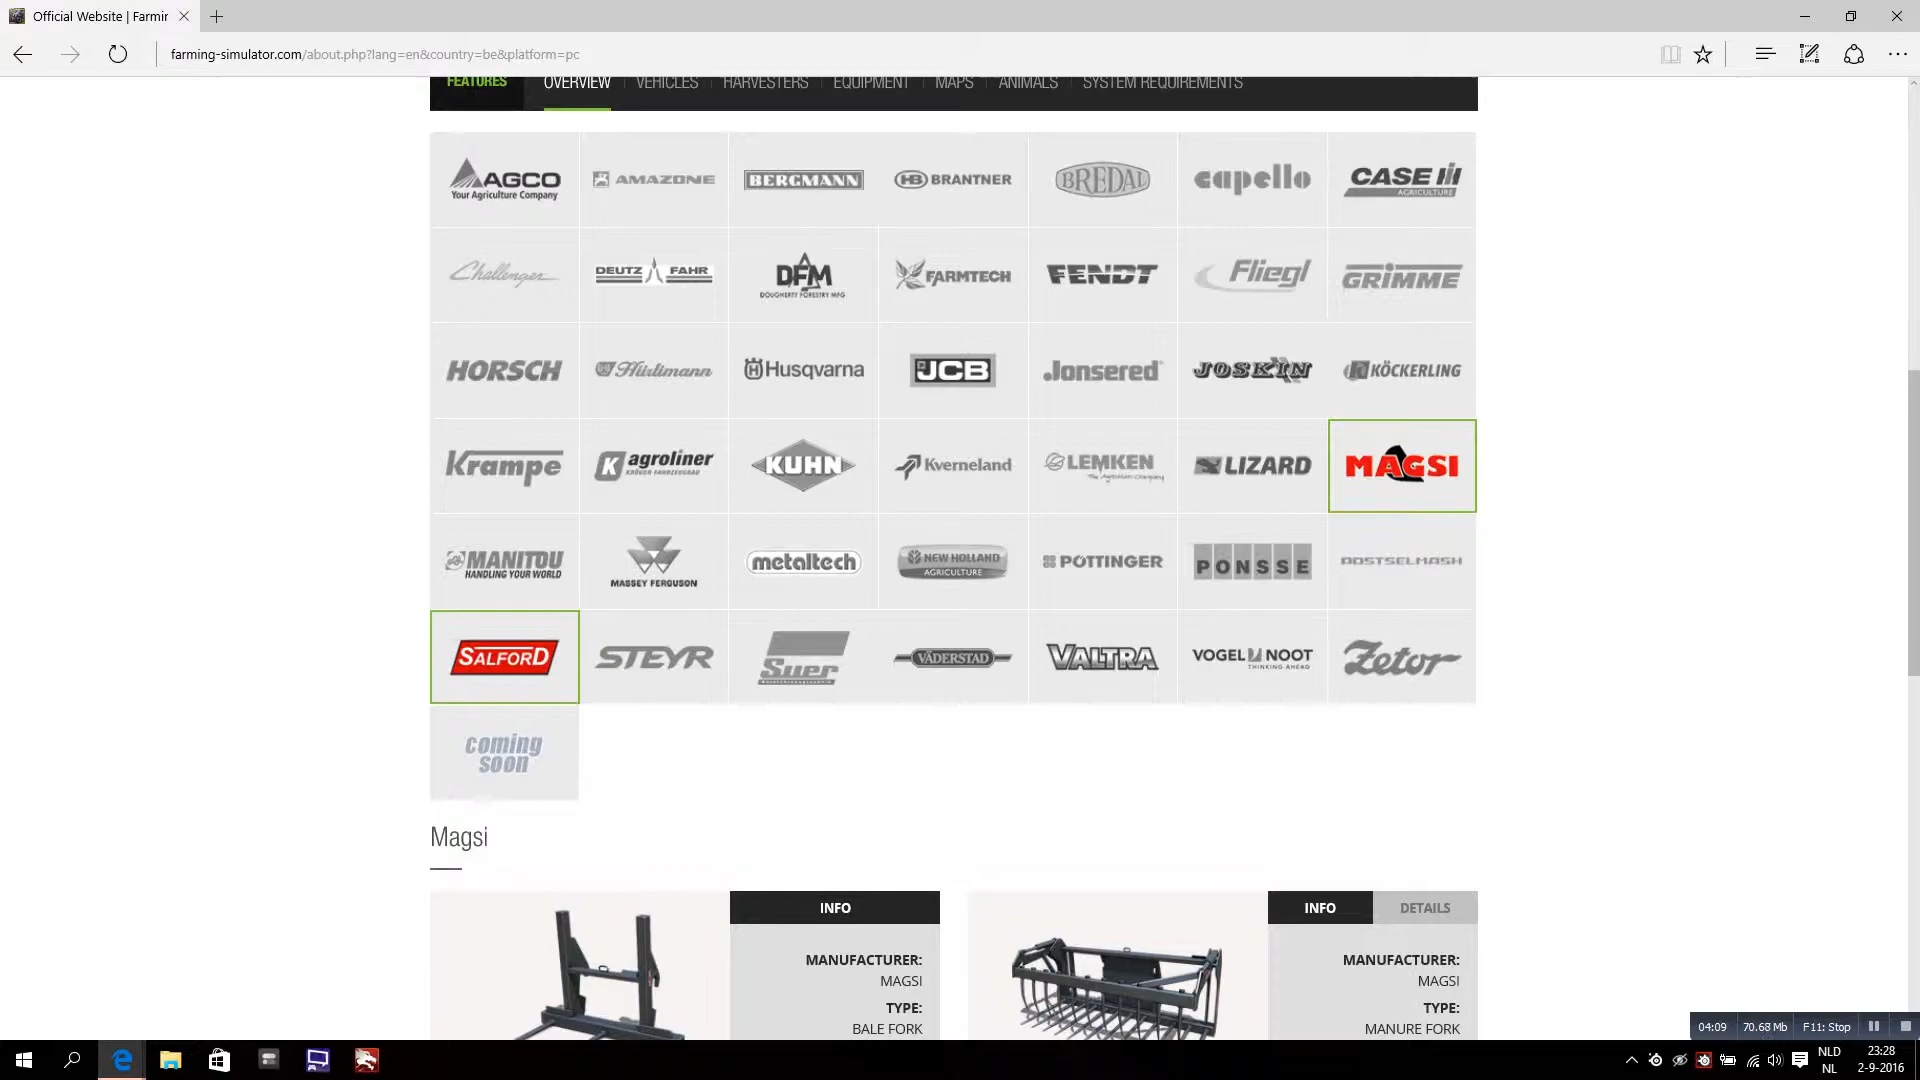 Official Website | Farmin
farming-simulator.com/about.php?lang=en&country=be&platform=pc
FEATURES OVERVIEW VEHICLES HARVESTERS EQUIPMENT MAPS ANIMALS SYSTEM REQUIREMENTS
AGCO
Your Agriculture Company
AMAZONE
BERGMANN
HB BRANTNER
BREDAL
capello
CASE IH
AGRICULTURE
Challenger
DEUTZ FAHR
DFM
DOUGHERTY FORESTRY MFG
FARMTECH
FENDT
Fliegl
GRIMME
HORSCH
Hürlimann
Husqvarna
JCB
Jonsered
JOSKIN
KÖCKERLING
Krampe
agroliner
KRÖGER FAHRZEUGBAU
KUHN
Kverneland
LEMKEN
The Agrovision Company
LIZARD
MAGSI
MANITOU
HANDLING YOUR WORLD
MASSEY FERGUSON
metaltech
NEW HOLLAND
AGRICULTURE
PÖTTINGER
PONSSE
ROSTSELMASH
SALFORD
STEYR
Suer
VÄDERSTAD
VALTRA
VOGEL NOOT
THINKING AHEAD
Zetor
coming
soon
Magsi
INFO
MANUFACTURER:
MAGSI
TYPE:
BALE FORK
INFO DETAILS
MANUFACTURER:
MAGSI
TYPE:
MANURE FORK
04:09 70.68 Mb F11: Stop
NLD
NL
23:28
2-9-2016